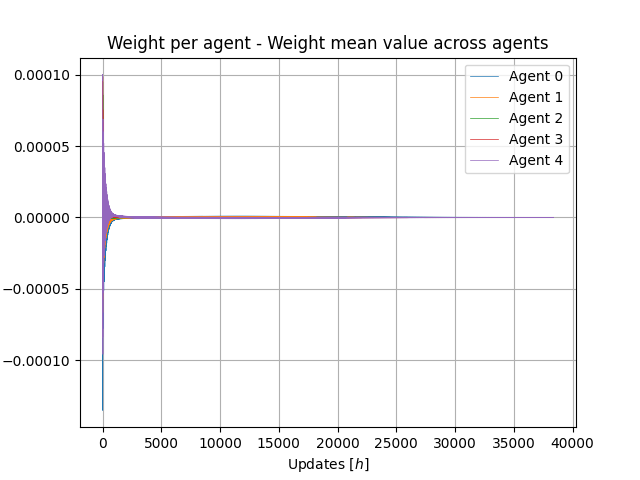 Weight per agent - Weight mean value across agents
0.00010
0.00005
0.00000
−0.00005
−0.00010
Agent 0
Agent 1
Agent 2
Agent 3
Agent 4
0 5000 10000 15000 20000 25000 30000 35000 40000
Updates [h]